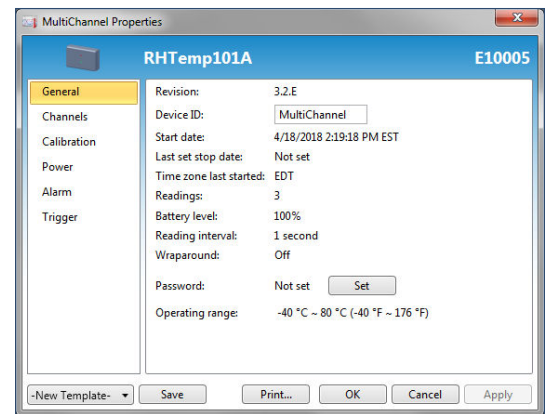 MultiChannel Properties
RHTemp101A E10005
General
Channels
Calibration
Power
Alarm
Trigger
Revision: 3.2.E
Device ID: MultiChannel
Start date: 4/18/2018 2:19:18 PM EST
Last set stop date: Not set
Time zone last started: EDT
Readings: 3
Battery level: 100%
Reading interval: 1 second
Wraparound: Off
Password: Not set Set
Operating range: -40 °C ~ 80 °C (-40 °F ~ 176 °F)
-New Template- Save Print... OK Cancel Apply